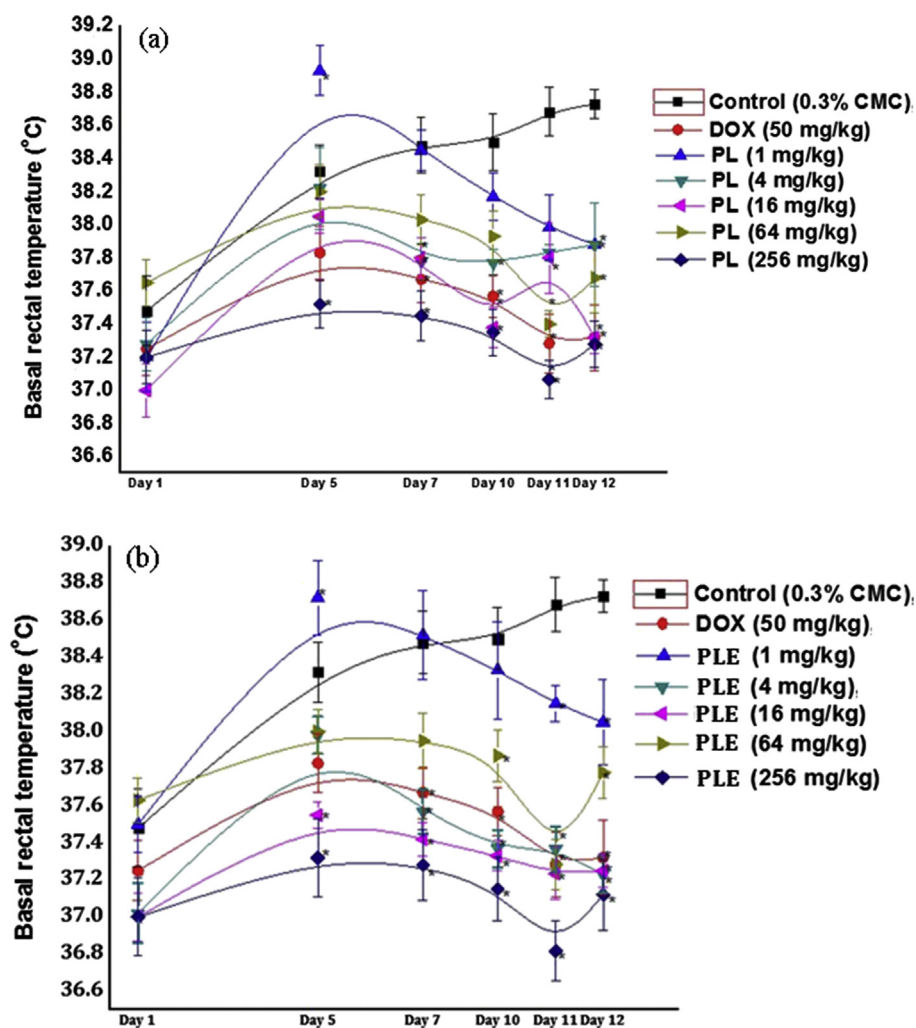 (a)
Basal rectal temperature (°C)
39.2
39.0
38.8
38.6
38.4
38.2
38.0
37.8
37.6
37.4
37.2
37.0
36.8
36.6
Day 1
Day 5
Day 7
Day 10
Day 11
Day 12
Control (0.3% CMC),
DOX (50 mg/kg)
PL (1 mg/kg)
PL (4 mg/kg)
PL (16 mg/kg)
PL (64 mg/kg)
PL (256 mg/kg)
(b)
Basal rectal temperature (°C)
39.0
38.8
38.6
38.4
38.2
38.0
37.8
37.6
37.4
37.2
37.0
36.8
36.6
Day 1
Day 5
Day 7
Day 10
Day 11
Day 12
Control (0.3% CMC),
DOX (50 mg/kg),
PLE (1 mg/kg)
PLE (4 mg/kg),
PLE (16 mg/kg)
PLE (64 mg/kg)
PLE (256 mg/kg)